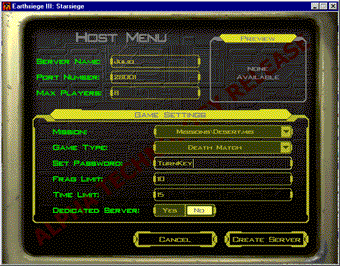 Earthsiege III: Starsiege
Host Menu
Preview
None
Available
Server Name: Julio
Port Number: 28001
Max Players: 8
Game Settings
Mission: Missions\Desert.mis
Game Type: Death Match
Set Password: TurnKey
Frag Limit: 10
Time Limit: 15
Dedicated Server: Yes No
Cancel Create Server